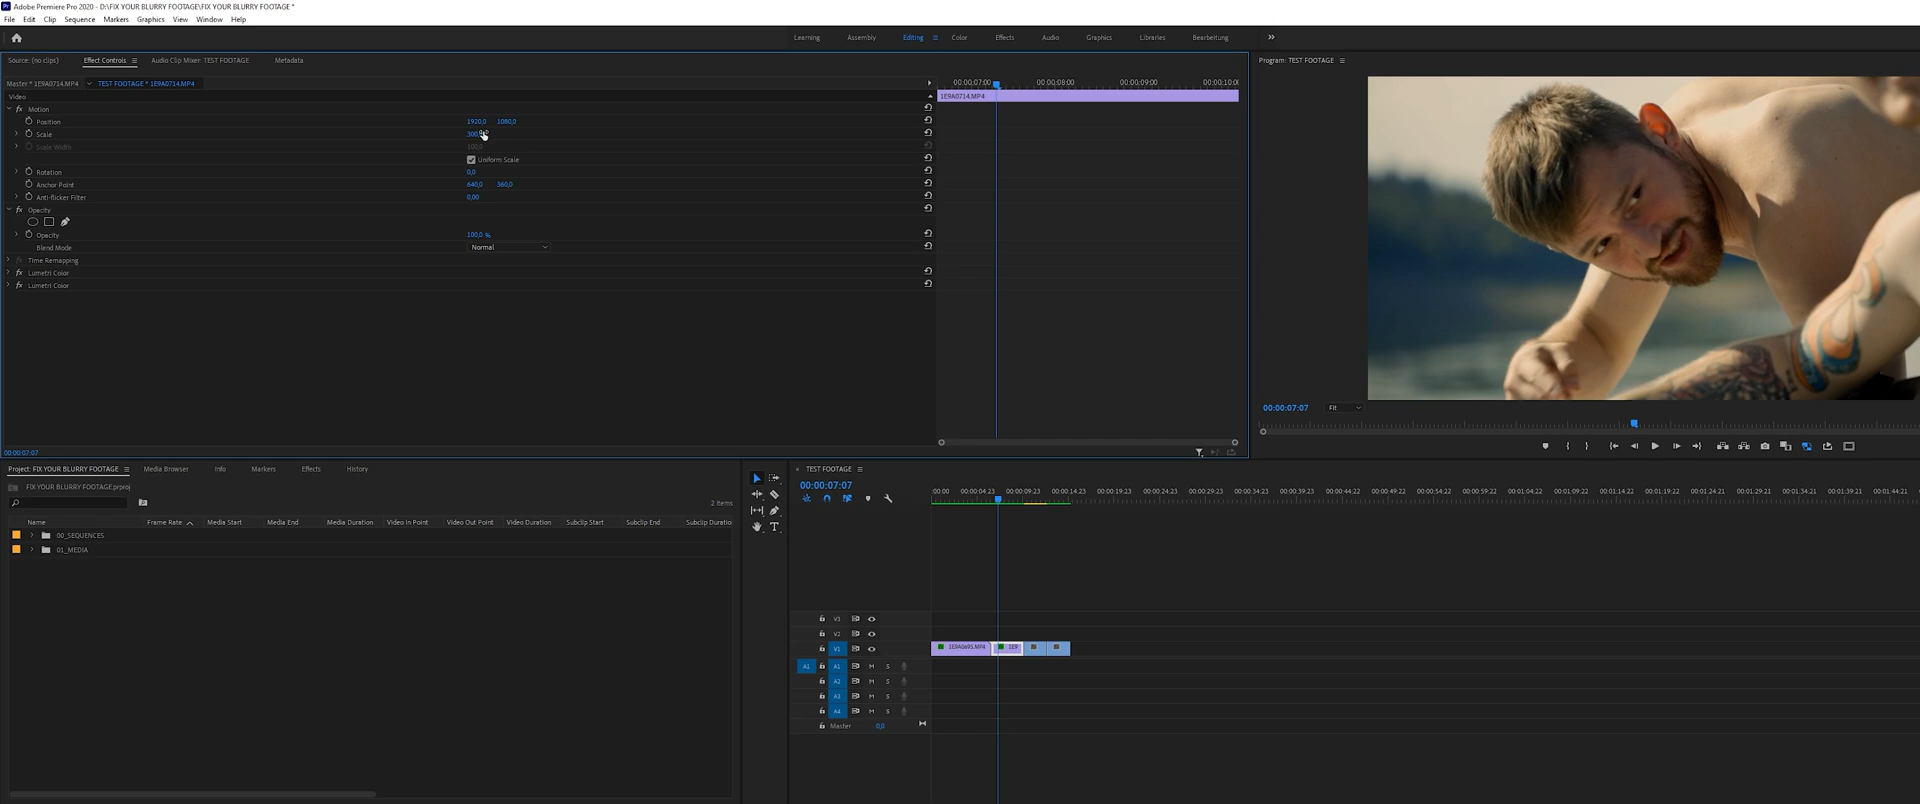 Adobe Premiere Pro 2020 - D:\FIX YOUR BLURRY FOOTAGE\FIX YOUR BLURRY FOOTAGE *
File Edit Clip Sequence Markers Graphics View Window Help
Learning Assembly Editing Color Effects Audio Graphics Libraries Bearbeitung
Source: (no clips) Effect Controls Audio Clip Mixer: TEST FOOTAGE Metadata
Program: TEST FOOTAGE
Master * 1E9A0714.MP4 TEST FOOTAGE * 1E9A0714.MP4
00:00:07:00 00:00:08:00 00:00:09:00 00:00:10:0
Video
1E9A0714.MP4
fx Motion
Position 1920,0 1080,0
Scale 300
Scale Width 100,0
Uniform Scale
Rotation 0,0
Anchor Point 640,0 360,0
Anti-flicker Filter 0,00
fx Opacity
Opacity 100,0 %
Blend Mode Normal
fx Time Remapping
fx Lumetri Color
fx Lumetri Color
00:00:07:07 Fit
00:00:07:07
Project: FIX YOUR BLURRY FOOTAGE Media Browser Info Markers Effects History
FIX YOUR BLURRY FOOTAGE.prproj
2 Items
Name Frame Rate Media Start Media End Media Duration Video In Point Video Out Point Video Duration Subclip Start Subclip End Subclip Duratio
00_SEQUENCES
01_MEDIA
TEST FOOTAGE
00:00:07:07
:00:00 00:00:04:23 00:00:09:23 00:00:14:23 00:00:19:23 00:00:24:23 00:00:29:23 00:00:34:23 00:00:39:23 00:00:44:22 00:00:49:22 00:00:54:22 00:00:59:22 00:01:04:22 00:01:09:22 00:01:14:22 00:01:19:22 00:01:24:22 00:01:29:21 00:01:34:21 00:01:39:21 00:01:44:21
V3
V2
V1 1E9A0695.MP4 1E9
A1 A1 M S
A2 M S
A3 M S
A4 M S
Master 0,0